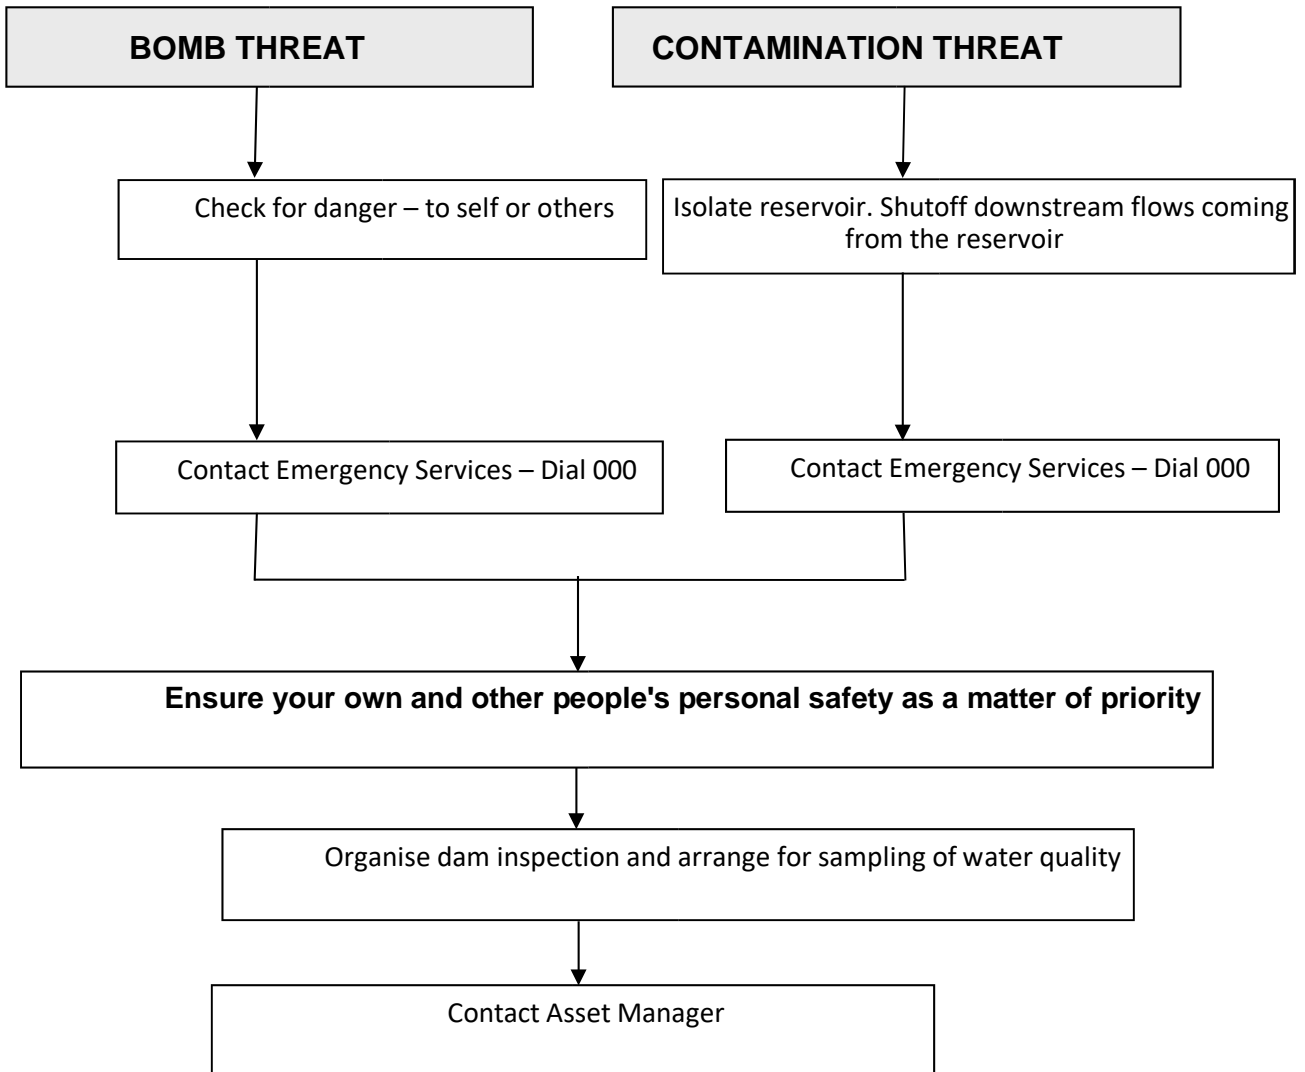 BOMB THREAT
CONTAMINATION THREAT
Check for danger – to self or others
Isolate reservoir. Shutoff downstream flows coming
from the reservoir
Contact Emergency Services – Dial 000
Contact Emergency Services – Dial 000
Ensure your own and other people's personal safety as a matter of priority
Organise dam inspection and arrange for sampling of water quality
Contact Asset Manager